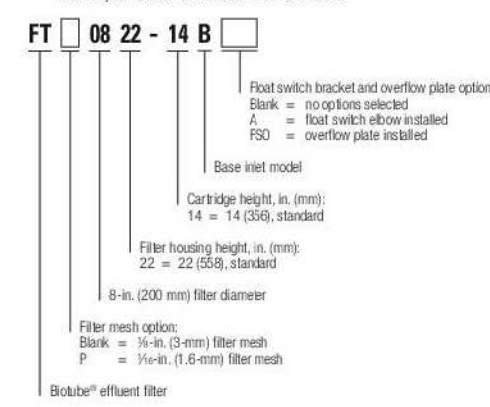 FT 08 22 - 14 B
Float switch bracket and overflow plate option
Blank = no options selected
A = float switch elbow installed
FSO = overflow plate installed
Base inlet model
Cartridge height, in. (mm):
14 = 14 (356), standard
Filter housing height, in. (mm):
22 = 22 (558), standard
8-in. (200 mm) filter diameter
Filter mesh option:
Blank = ⅛-in. (3-mm) filter mesh
P = 1⁄16-in. (1.6-mm) filter mesh
Biotube® effluent filter